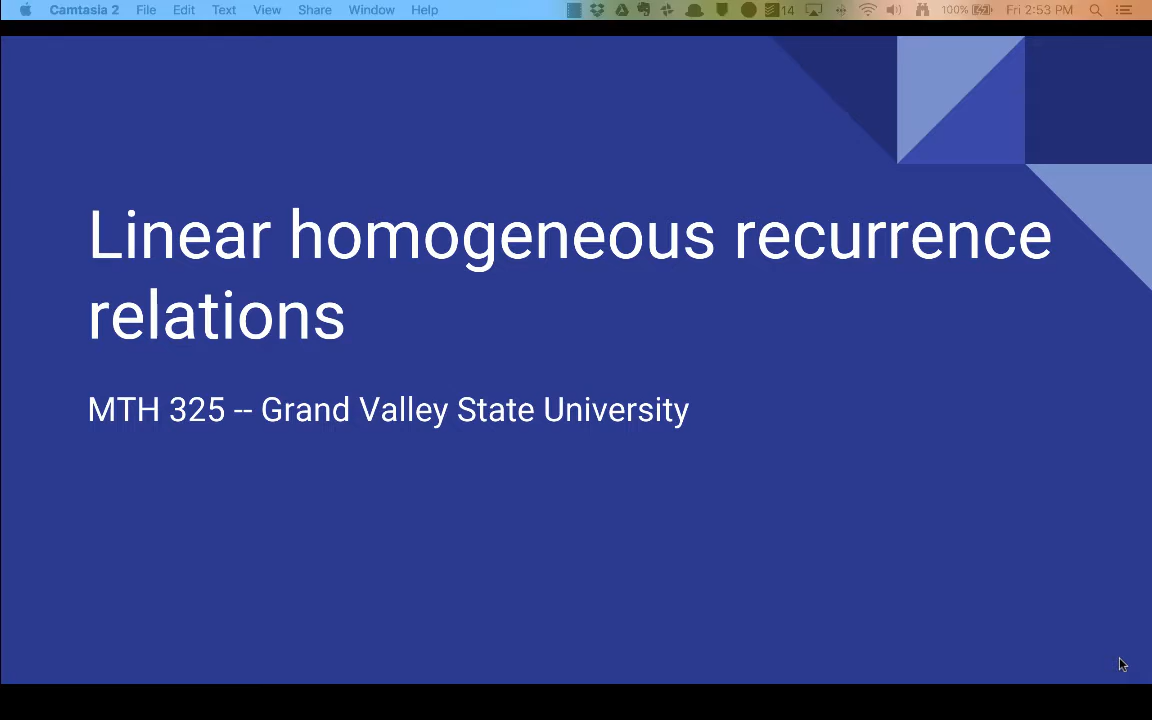 Camtasia 2 File Edit Text View Share Window Help 14 100% Fri 2:53 PM
Linear homogeneous recurrence
relations
MTH 325 -- Grand Valley State University